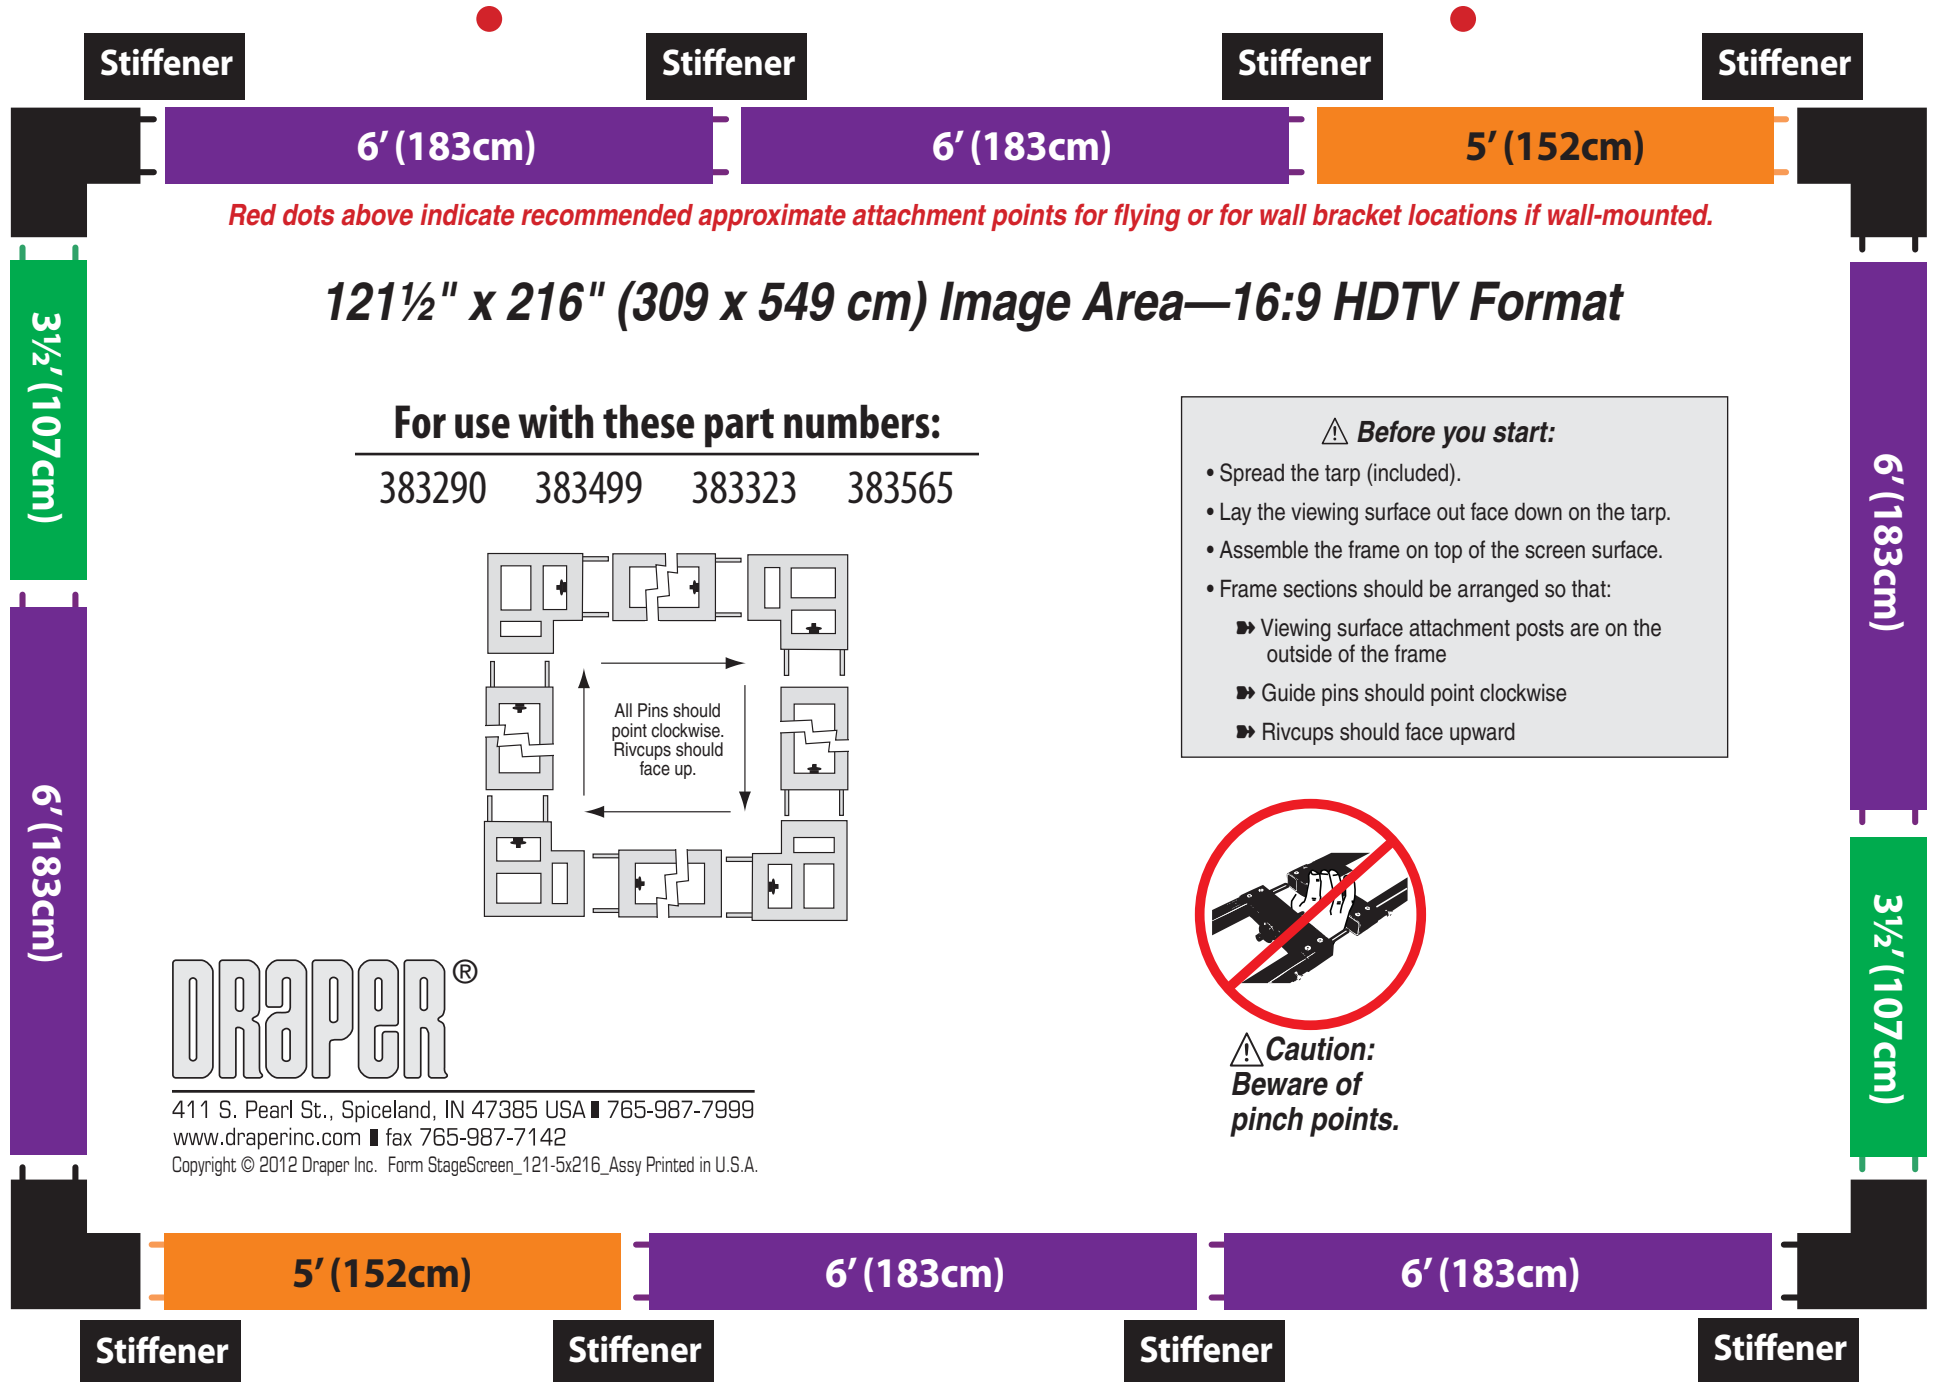 Stiffener
Stiffener
Stiffener
Stiffener
6’ (183cm)
6’ (183cm)
5’ (152cm)
Red dots above indicate recommended approximate attachment points for flying or for wall bracket locations if wall-mounted.
121½" x 216" (309 x 549 cm) Image Area—16:9 HDTV Format
3½’ (107cm)
6’ (183cm)
6’ (183cm)
3½’ (107cm)
For use with these part numbers:
383290 383499 383323 383565
All Pins should
point clockwise.
Rivcups should
face up.
⚠ Before you start:
• Spread the tarp (included).
• Lay the viewing surface out face down on the tarp.
• Assemble the frame on top of the screen surface.
• Frame sections should be arranged so that:
➽ Viewing surface attachment posts are on the
outside of the frame
➽ Guide pins should point clockwise
➽ Rivcups should face upward
⚠ Caution:
Beware of
pinch points.
DRAPER®
411 S. Pearl St., Spiceland, IN 47385 USA ▮ 765-987-7999
www.draperinc.com ▮ fax 765-987-7142
Copyright © 2012 Draper Inc. Form StageScreen_121-5x216_Assy Printed in U.S.A.
5’ (152cm)
6’ (183cm)
6’ (183cm)
Stiffener
Stiffener
Stiffener
Stiffener